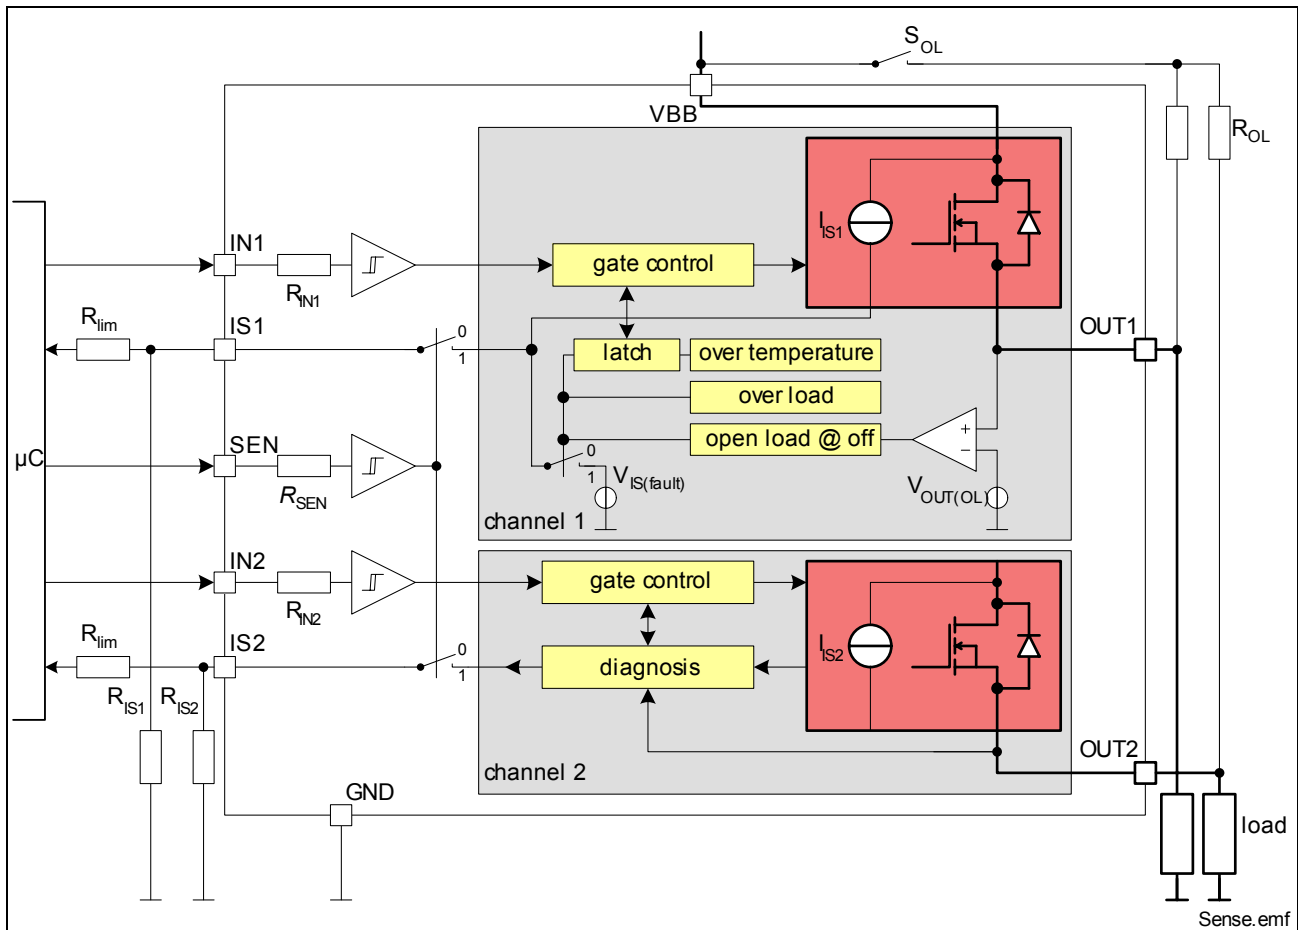 S_OL
VBB
R_OL
IN1
R_IN1
gate control
I_IS1
R_lim
IS1
0
1
latch
over temperature
OUT1
over load
open load @ off
+
−
SEN
µC
R_SEN
0
1
V_IS(fault)
V_OUT(OL)
channel 1
IN2
R_IN2
gate control
R_lim
IS2
0
1
diagnosis
I_IS2
R_IS1
R_IS2
channel 2
OUT2
GND
load
Sense.emf